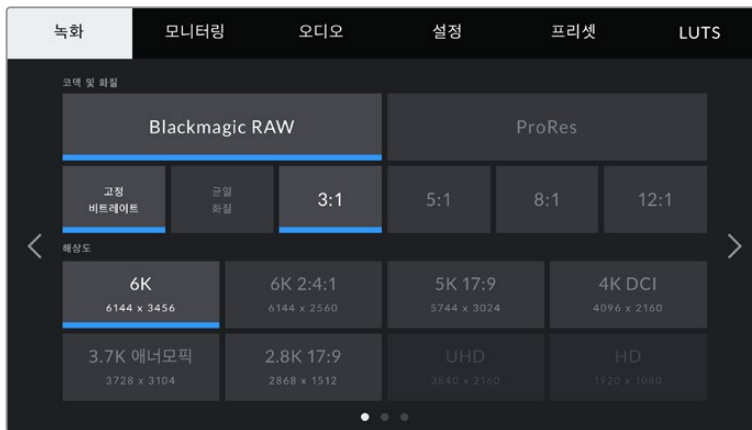 녹화 모니터링 오디오 설정 프리셋 LUTS
코덱 및 화질
Blackmagic RAW ProRes
고정 균일
비트레이트 화질 3:1 5:1 8:1 12:1
해상도
6K 6K 2:4:1 5K 17:9 4K DCI
6144 x 3456 6144 x 2560 5744 x 3024 4096 x 2160
3.7K 애너모픽 2.8K 17:9 UHD HD
3728 x 3104 2868 x 1512 3840 x 2160 1920 x 1080